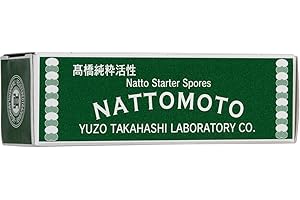 高橋純粋活性
Natto Starter Spores
NATTOMOTO
YUZO TAKAHASHI LABORATORY CO.